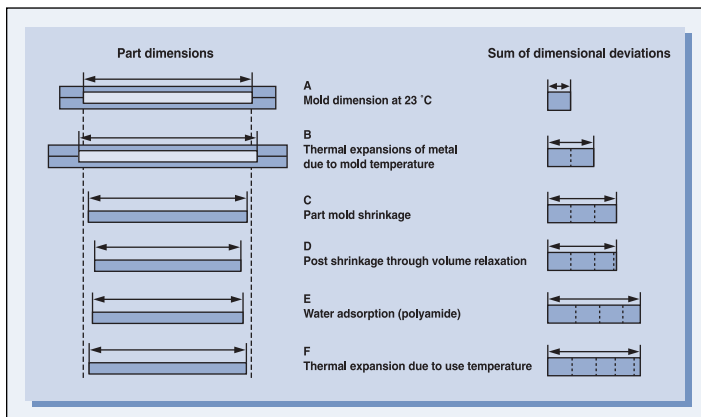 Part dimensions
Sum of dimensional deviations
A
Mold dimension at 23 ˚C
B
Thermal expansions of metal
due to mold temperature
C
Part mold shrinkage
D
Post shrinkage through volume relaxation
E
Water adsorption (polyamide)
F
Thermal expansion due to use temperature